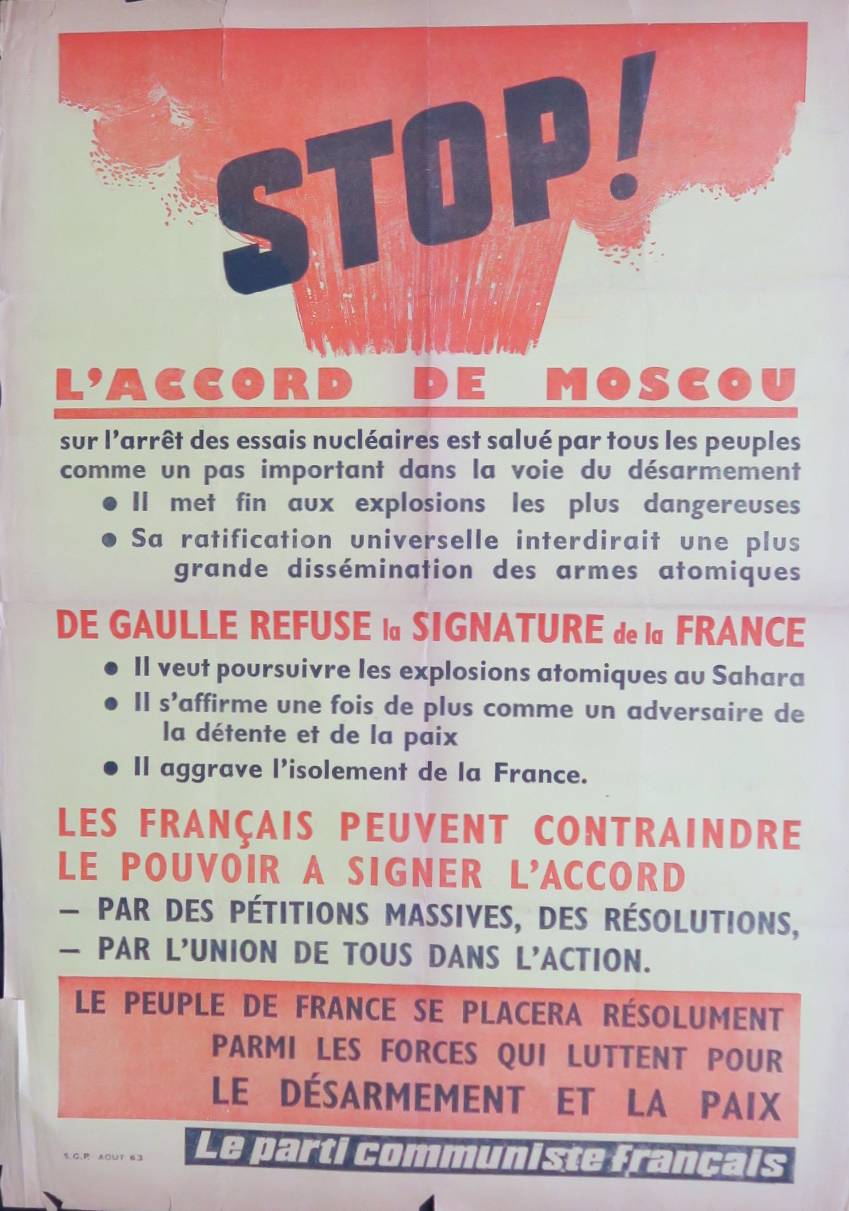 STOP!
L'ACCORD DE MOSCOU
sur l'arrêt des essais nucléaires est salué par tous les peuples
comme un pas important dans la voie du désarmement
• Il met fin aux explosions les plus dangereuses
• Sa ratification universelle interdirait une plus
grande dissémination des armes atomiques
DE GAULLE REFUSE la SIGNATURE de la FRANCE
• Il veut poursuivre les explosions atomiques au Sahara
• Il s'affirme une fois de plus comme un adversaire de
la détente et de la paix
• Il aggrave l'isolement de la France.
LES FRANÇAIS PEUVENT CONTRAINDRE
LE POUVOIR A SIGNER L'ACCORD
— PAR DES PÉTITIONS MASSIVES, DES RÉSOLUTIONS,
— PAR L'UNION DE TOUS DANS L'ACTION.
LE PEUPLE DE FRANCE SE PLACERA RÉSOLUMENT
PARMI LES FORCES QUI LUTTENT POUR
LE DÉSARMEMENT ET LA PAIX
S.G.P. AOUT 63
Le parti communiste français